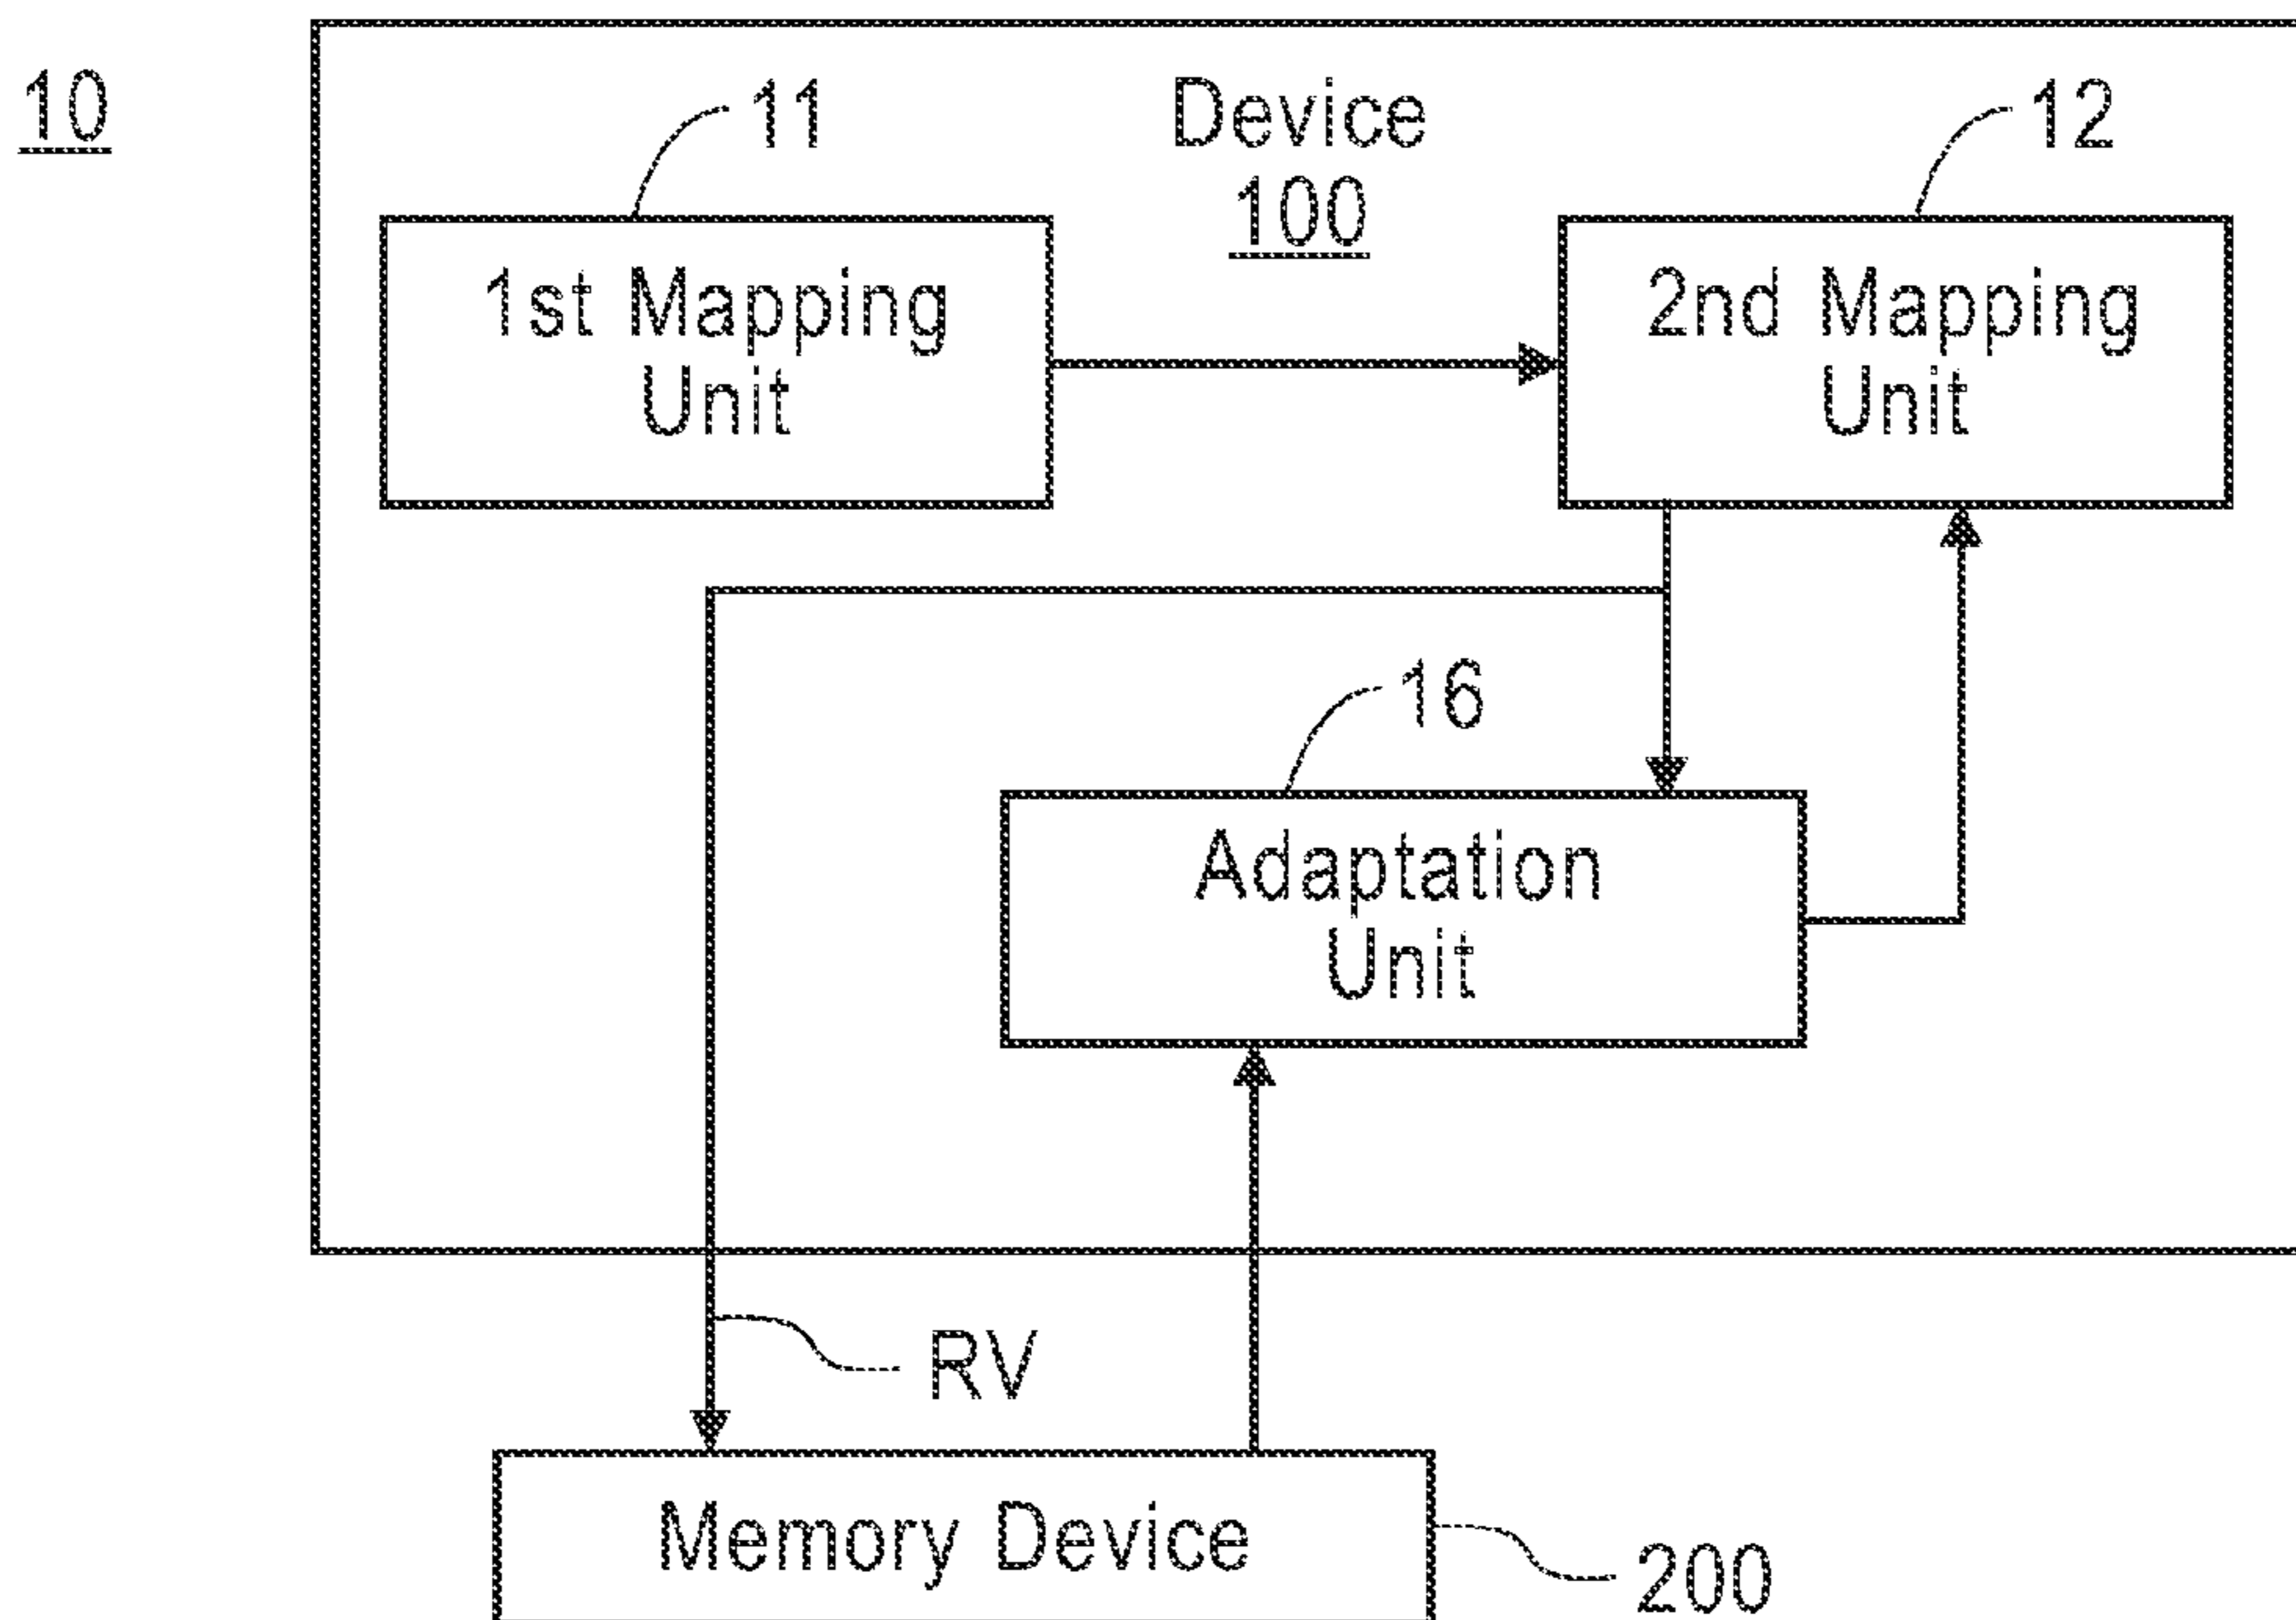 10
11
Device
100
12
1st Mapping
Unit
2nd Mapping
Unit
16
Adaptation
Unit
RV
Memory Device
200